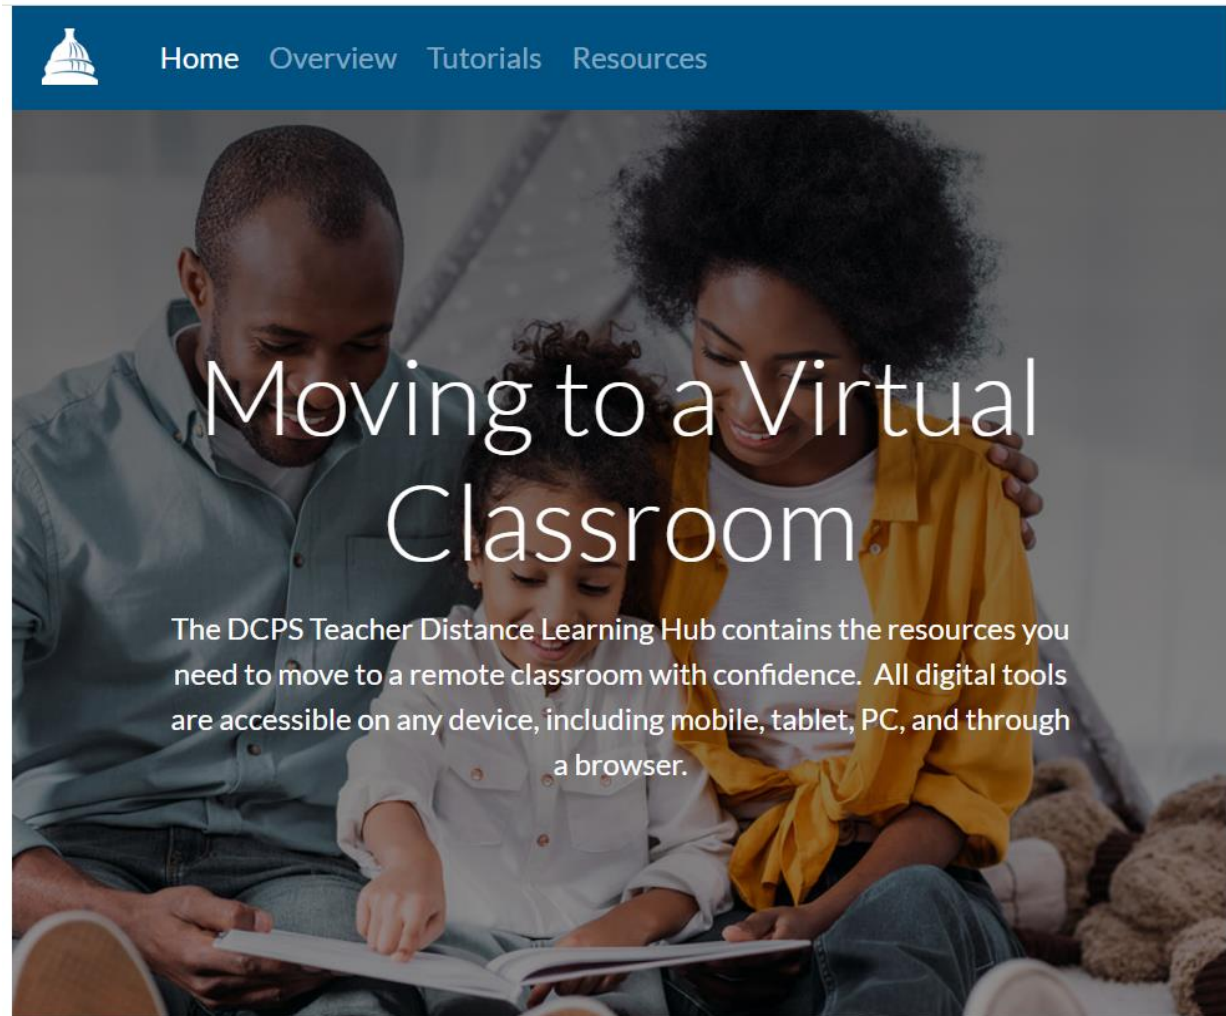 Home Overview Tutorials Resources
Moving to a Virtual
Classroom
The DCPS Teacher Distance Learning Hub contains the resources you
need to move to a remote classroom with confidence.  All digital tools
are accessible on any device, including mobile, tablet, PC, and through
a browser.